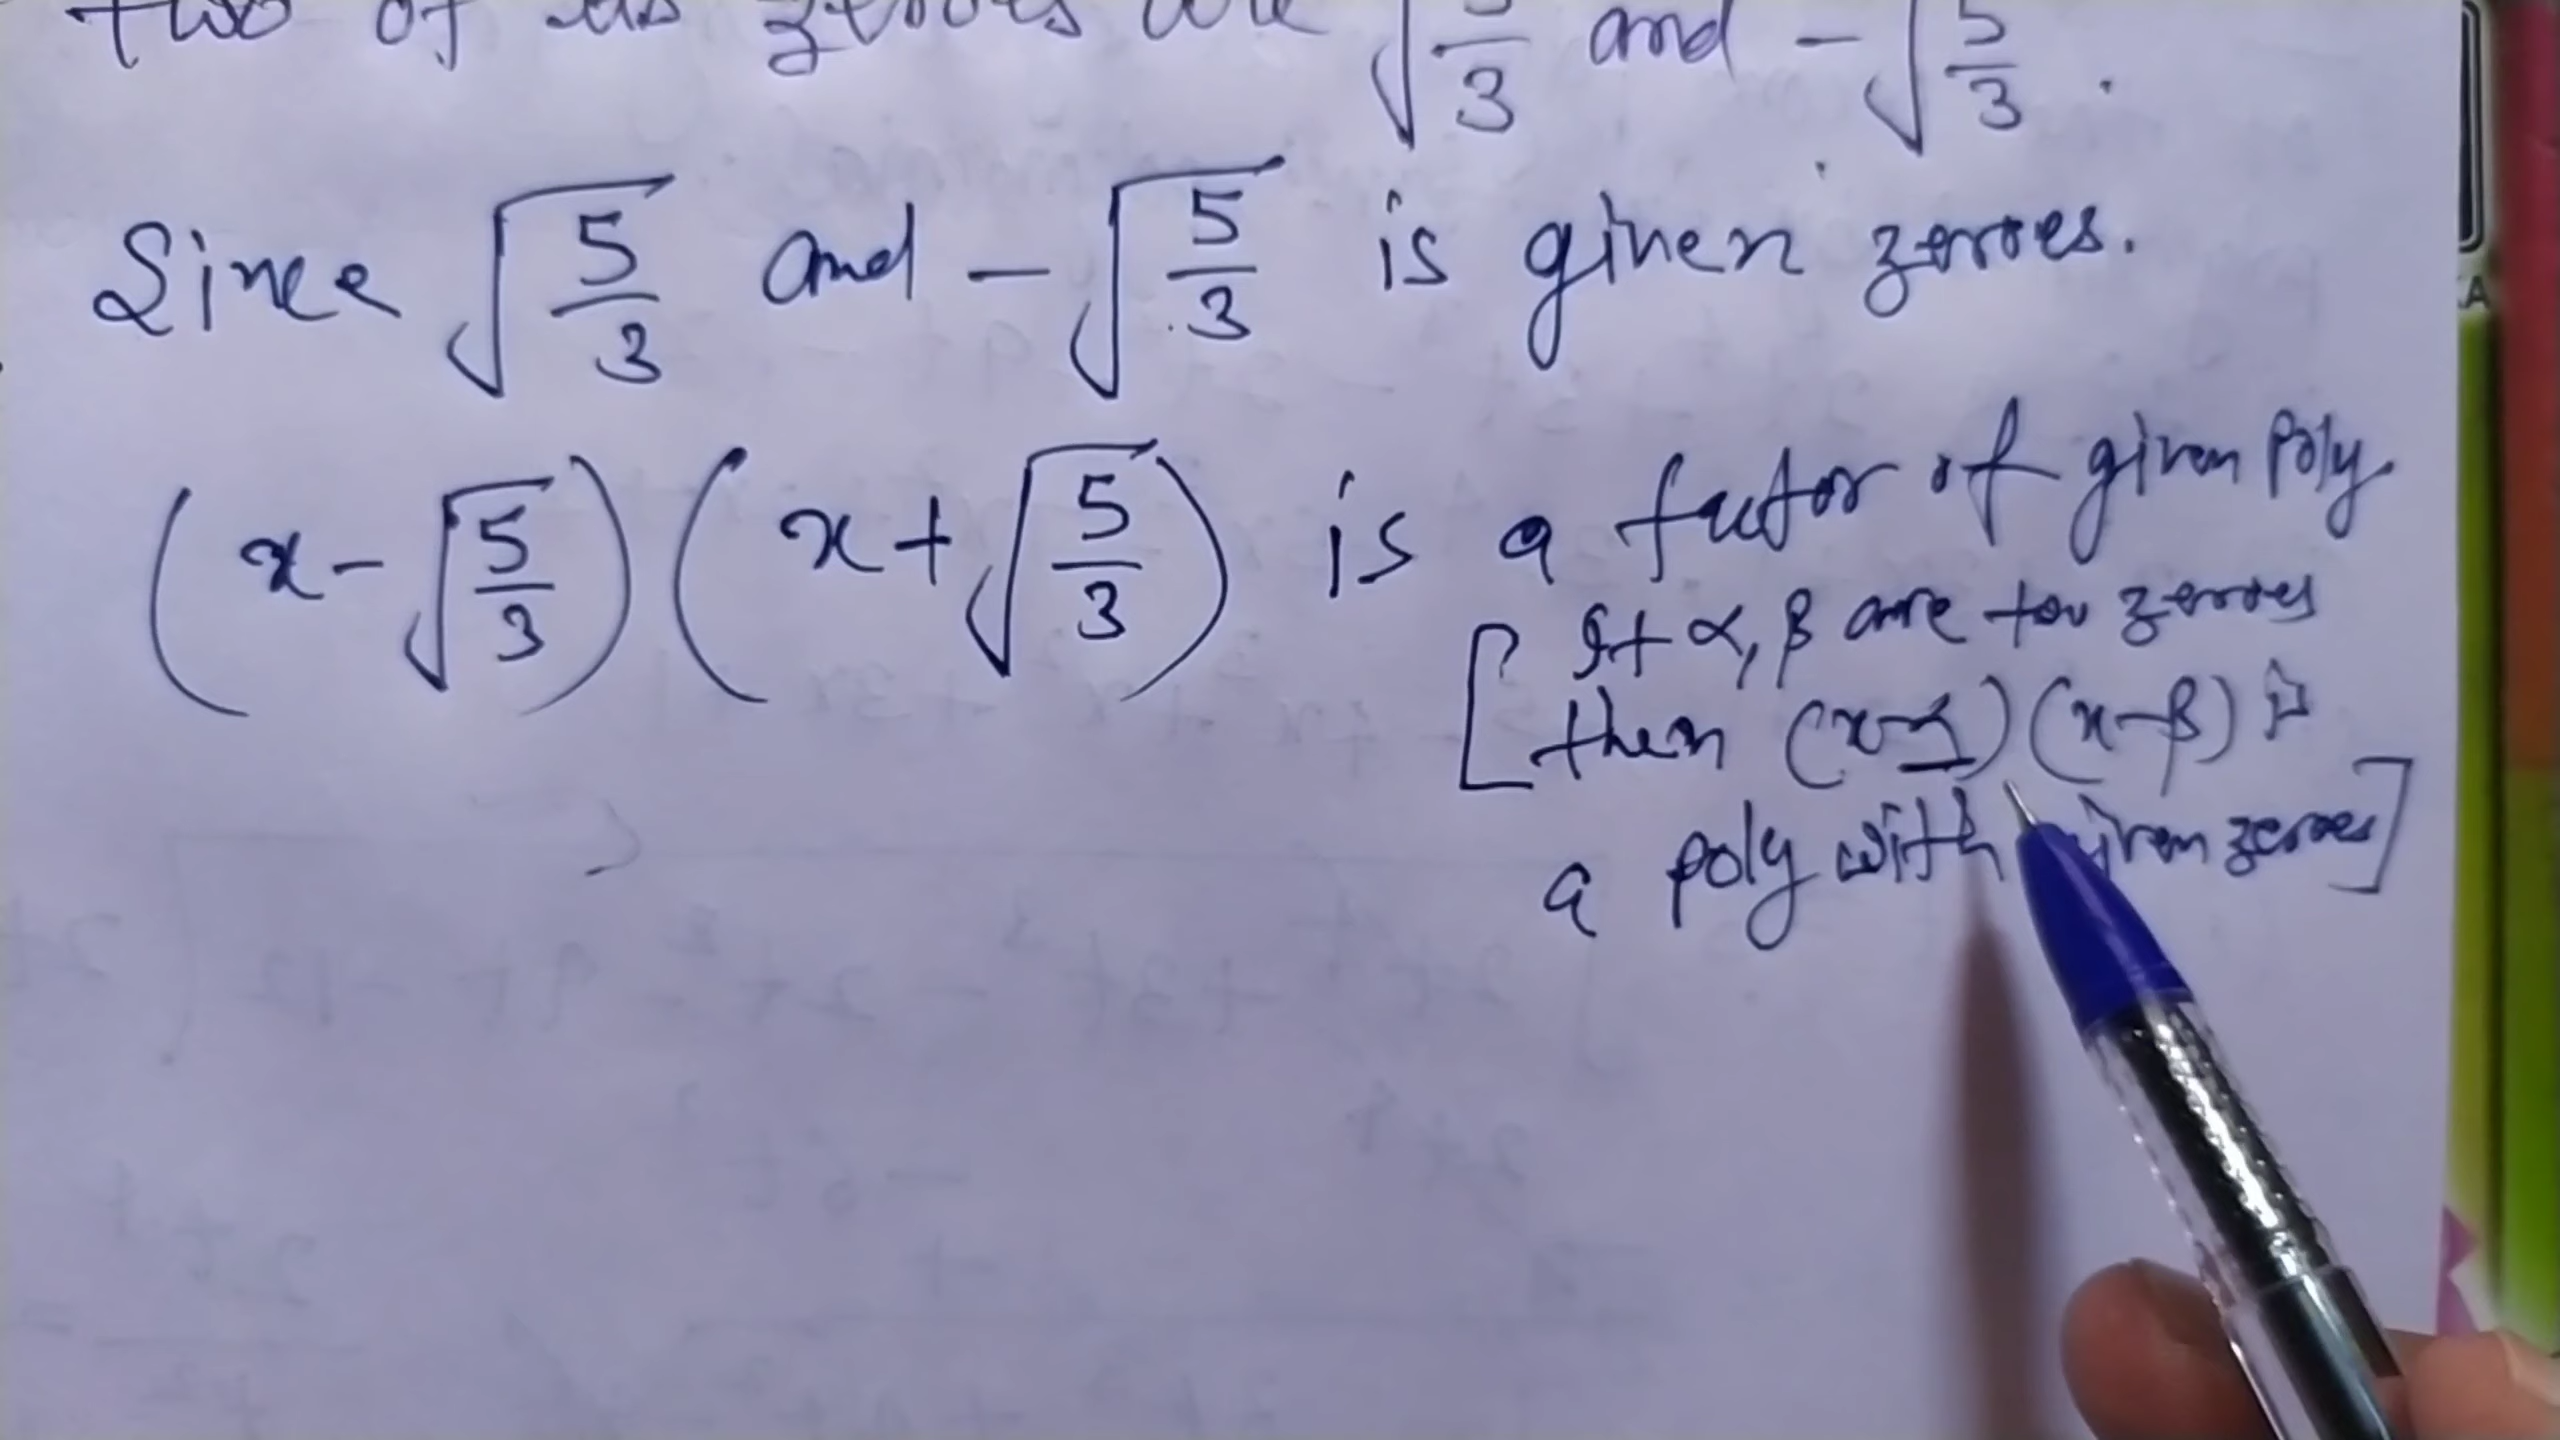 two of its zeroes are √5/3 and -√5/3.
Since √5/3 and -√5/3 is given zeroes.
(x-√5/3)(x+√5/3) is a factor of given poly
[If α, β are two zeroes
then (x-α)(x-β) is
a poly with given zeroes]